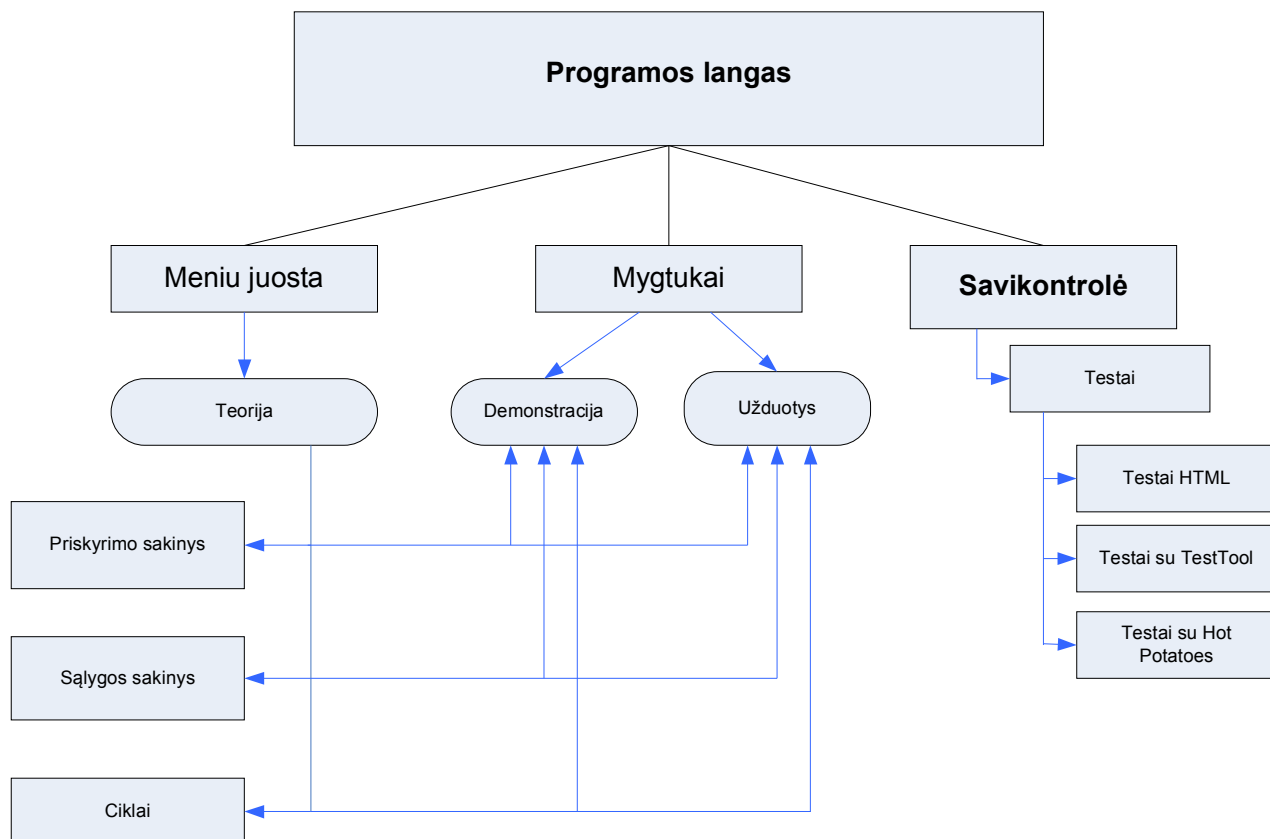 Programos langas
Meniu juosta
Mygtukai
Savikontrolė
Testai
Teorija
Demonstracija
Užduotys
Testai HTML
Priskyrimo sakinys
Testai su TestTool
Testai su Hot
Potatoes
Sąlygos sakinys
Ciklai